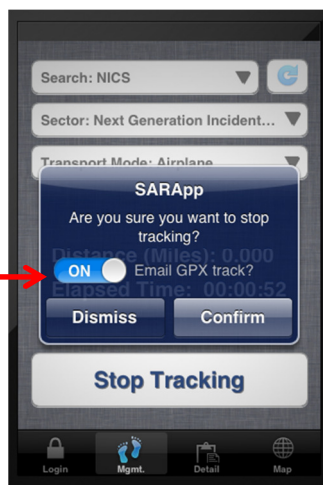 Search: NICS
Sector: Next Generation Incident...
Transport Mode: Airplane
SARApp
Are you sure you want to stop
tracking?
Distance (Miles): 0.000
ON Email GPX track?
Elapsed Time: 00:00:52
Dismiss Confirm
Stop Tracking
Login Mgmt. Detail Map